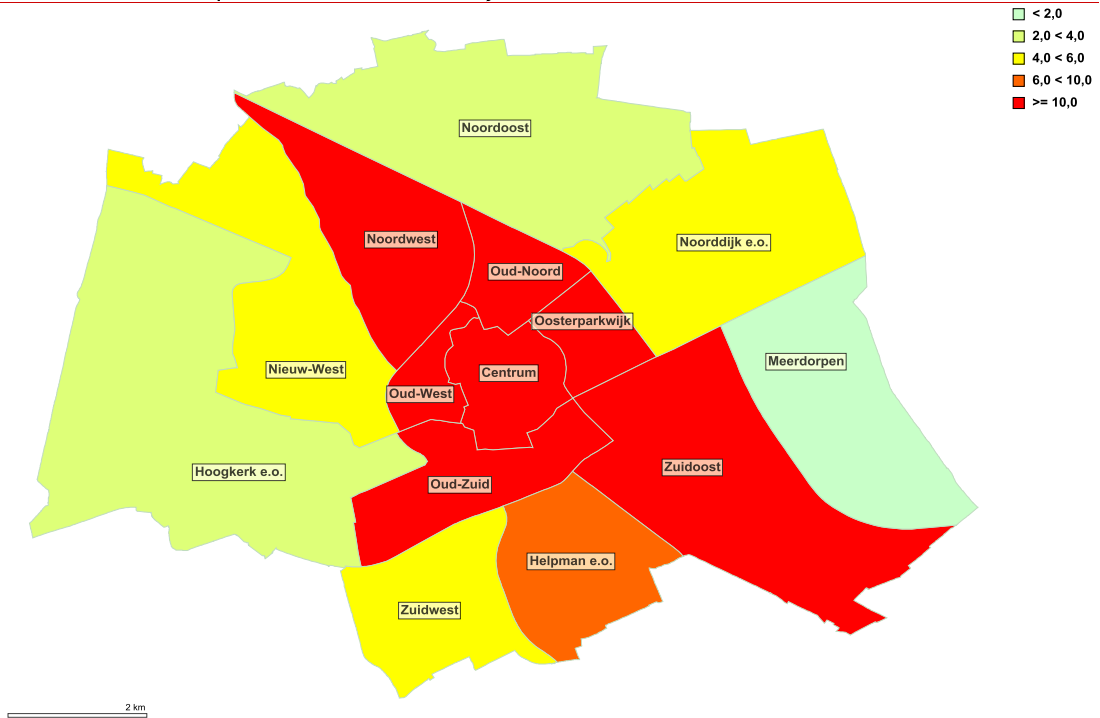 < 2,0
2,0 < 4,0
4,0 < 6,0
6,0 < 10,0
>= 10,0
Noordoost
Noordwest
Noorddijk e.o.
Oud-Noord
Oosterparkwijk
Meerdorpen
Nieuw-West
Centrum
Oud-West
Hoogkerk e.o.
Zuidoost
Oud-Zuid
Helpman e.o.
Zuidwest
2 km